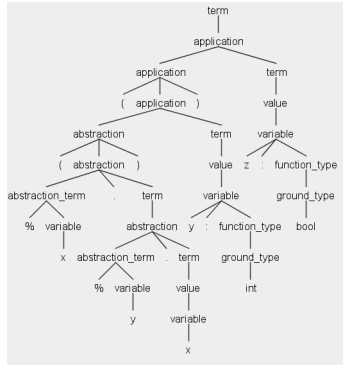 term
application
application term
( application ) value
abstraction term variable
( abstraction ) value z : function_type
abstraction_term . term variable ground_type
% variable abstraction y : function_type bool
x abstraction_term . term ground_type
% variable value int
y variable
x